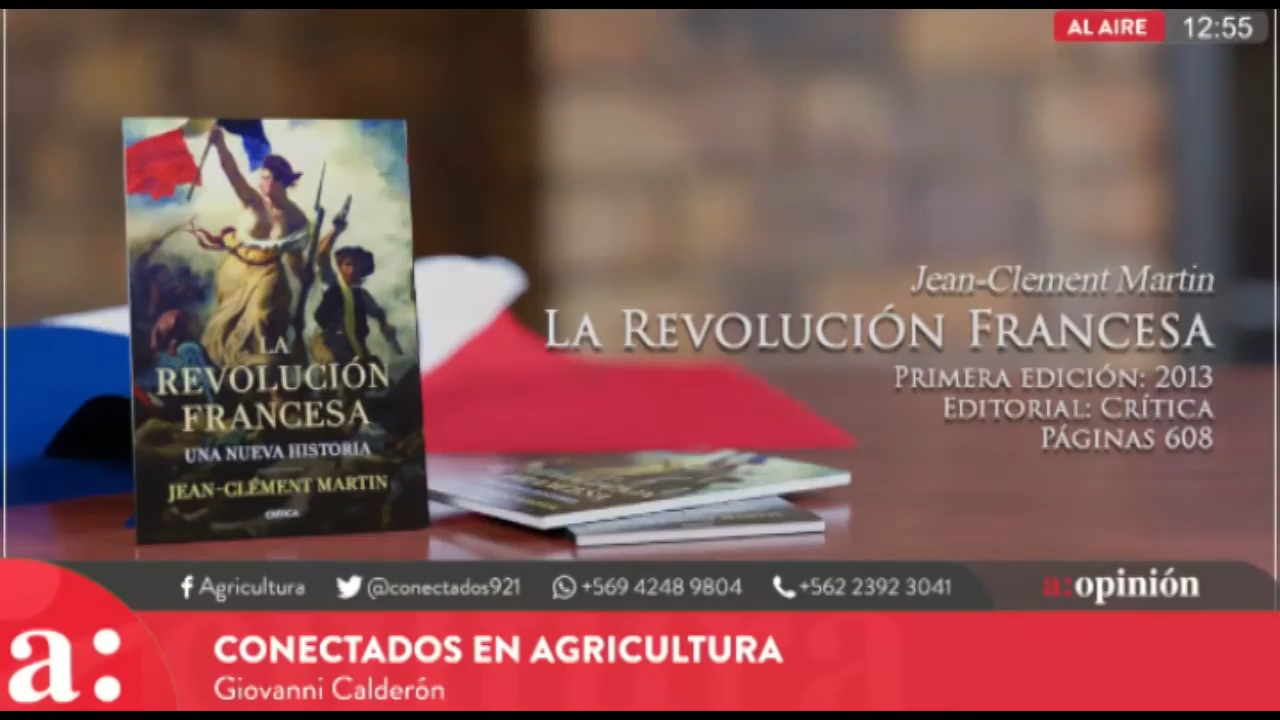 AL AIRE 12:55
LA
REVOLUCIÓN
FRANCESA
UNA NUEVA HISTORIA
JEAN-CLÉMENT MARTIN
CRÍTICA
Jean-Clement Martin
LA REVOLUCIÓN FRANCESA
PRIMERA EDICIÓN: 2013
EDITORIAL: CRÍTICA
PÁGINAS 608
Agricultura @conectados921 +569 4248 9804 +562 2392 3041 a:opinión
a:
CONECTADOS EN AGRICULTURA
Giovanni Calderón